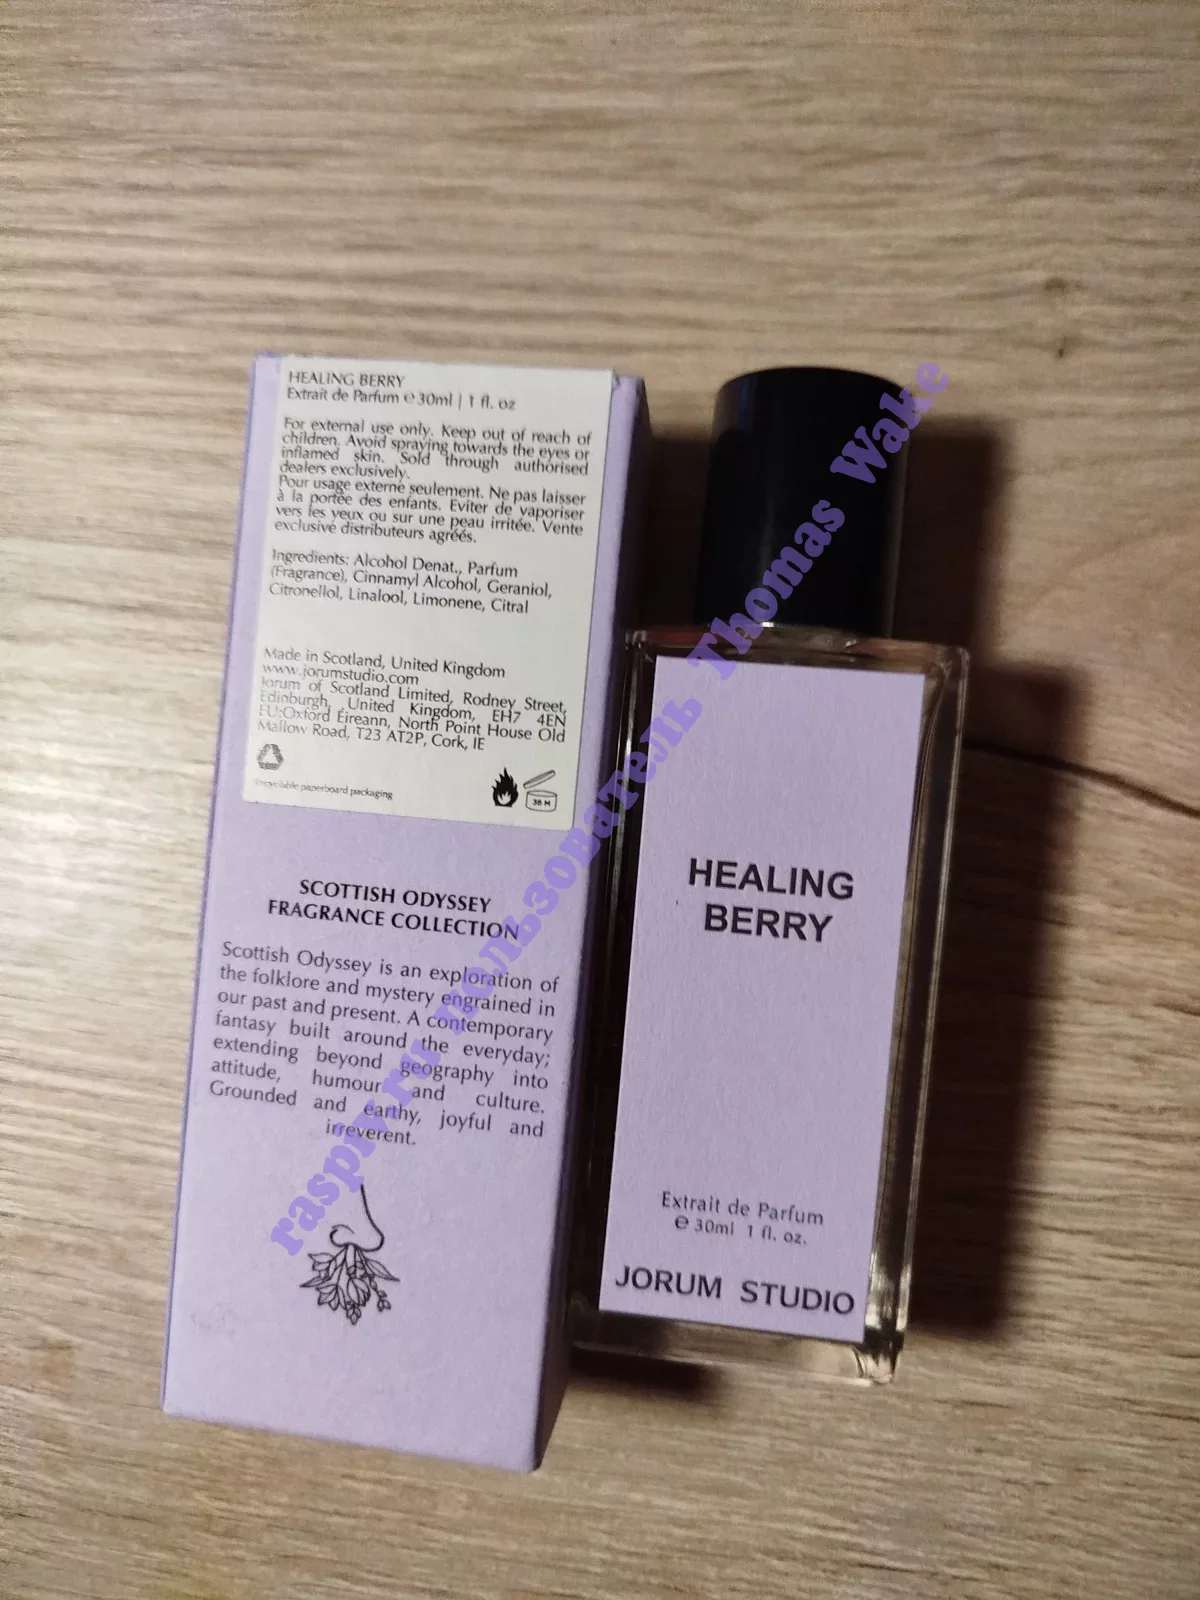 HEALING BERRY
Extrait de Parfum ℮ 30ml | 1 fl. oz
For external use only. Keep out of reach of
children. Avoid spraying towards the eyes or
inflamed skin. Sold through authorised
dealers exclusively.
Pour usage externe seulement. Ne pas laisser
à la portée des enfants. Eviter de vaporiser
vers les yeux ou sur une peau irritée. Vente
exclusive distributeurs agréés.
Ingredients: Alcohol Denat., Parfum
(Fragrance), Cinnamyl Alcohol, Geraniol,
Citronellol, Linalool, Limonene, Citral
Made in Scotland, United Kingdom
www.jorumstudio.com
Jorum of Scotland Limited, Rodney Street,
Edinburgh, United Kingdom, EH7 4EN
EU:Oxford Éireann, North Point House Old
Mallow Road, T23 AT2P, Cork, IE
Recyclable paperboard packaging
36 M
SCOTTISH ODYSSEY
FRAGRANCE COLLECTION
Scottish Odyssey is an exploration of
the folklore and mystery engrained in
our past and present. A contemporary
fantasy built around the everyday;
extending beyond geography into
attitude, humour and culture.
Grounded and earthy, joyful and
irreverent.
HEALING
BERRY
Extrait de Parfum
℮ 30ml 1 fl. oz.
JORUM STUDIO
raspiv.ru пользователь Thomas Wake